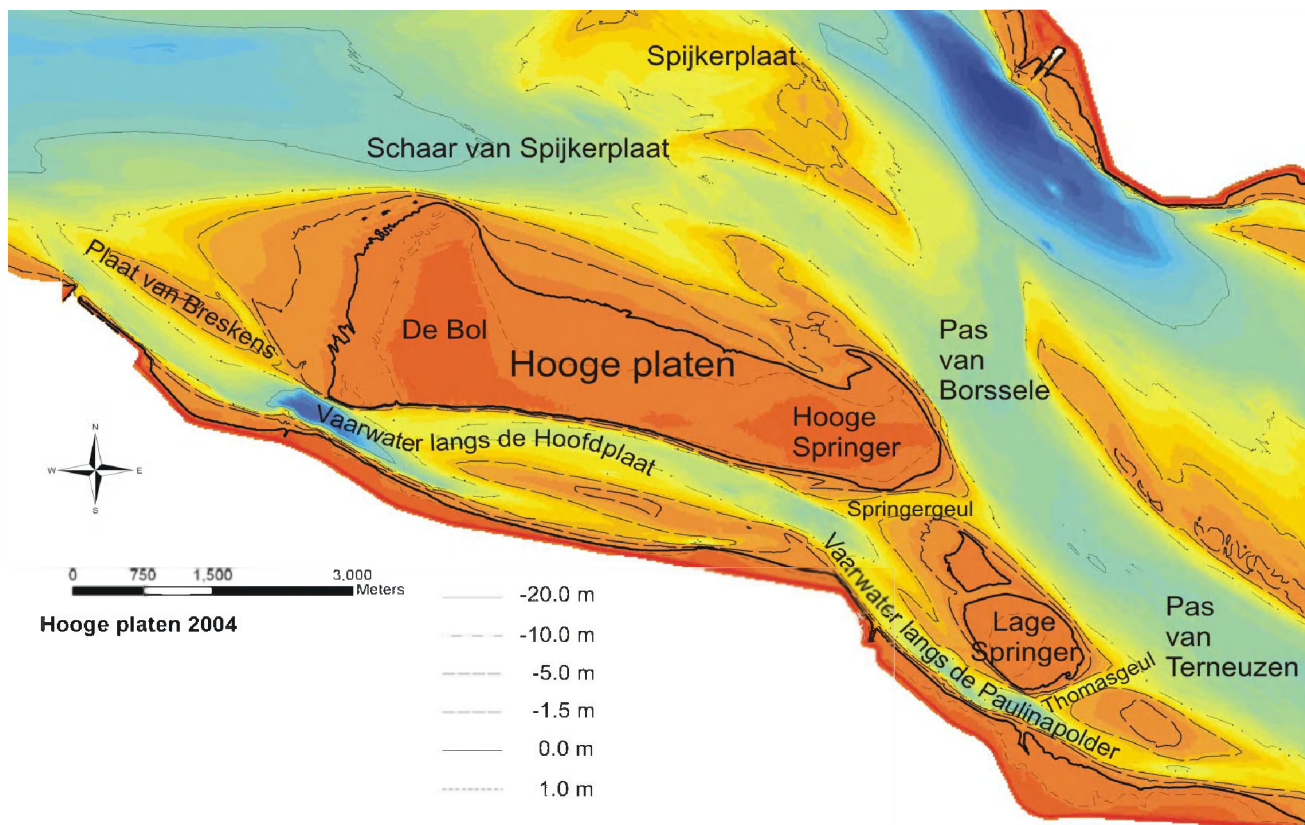 Spijkerplaat
Schaar van Spijkerplaat
Plaat van Breskens
De Bol
Hooge platen
Pas
van
Borssele
Hooge
Springer
Vaarwater langs de Hoofdplaat
Springergeul
N
W E
S
Vaarwater langs de Paulinapolder
Lage
Springer
Thomasgeul
Pas
van
Terneuzen
0 750 1,500 3,000
Meters
Hooge platen 2004
-20.0 m
-10.0 m
-5.0 m
-1.5 m
0.0 m
1.0 m